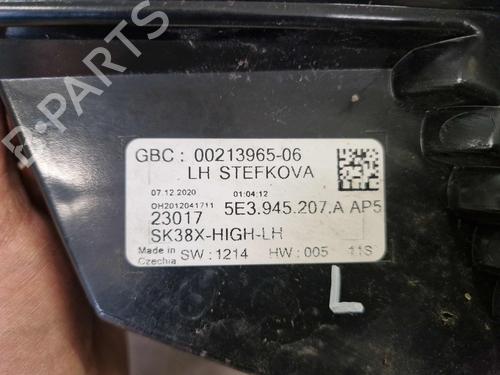 GBC: 00213965-06
LH STEFKOVA
07.12.2020 01:04:12
OH2012041711
23017 5E3.945.207.A AP5
SK38X-HIGH-LH
Made in Czechia SW:1214 HW:005 11S
L
B-PARTS